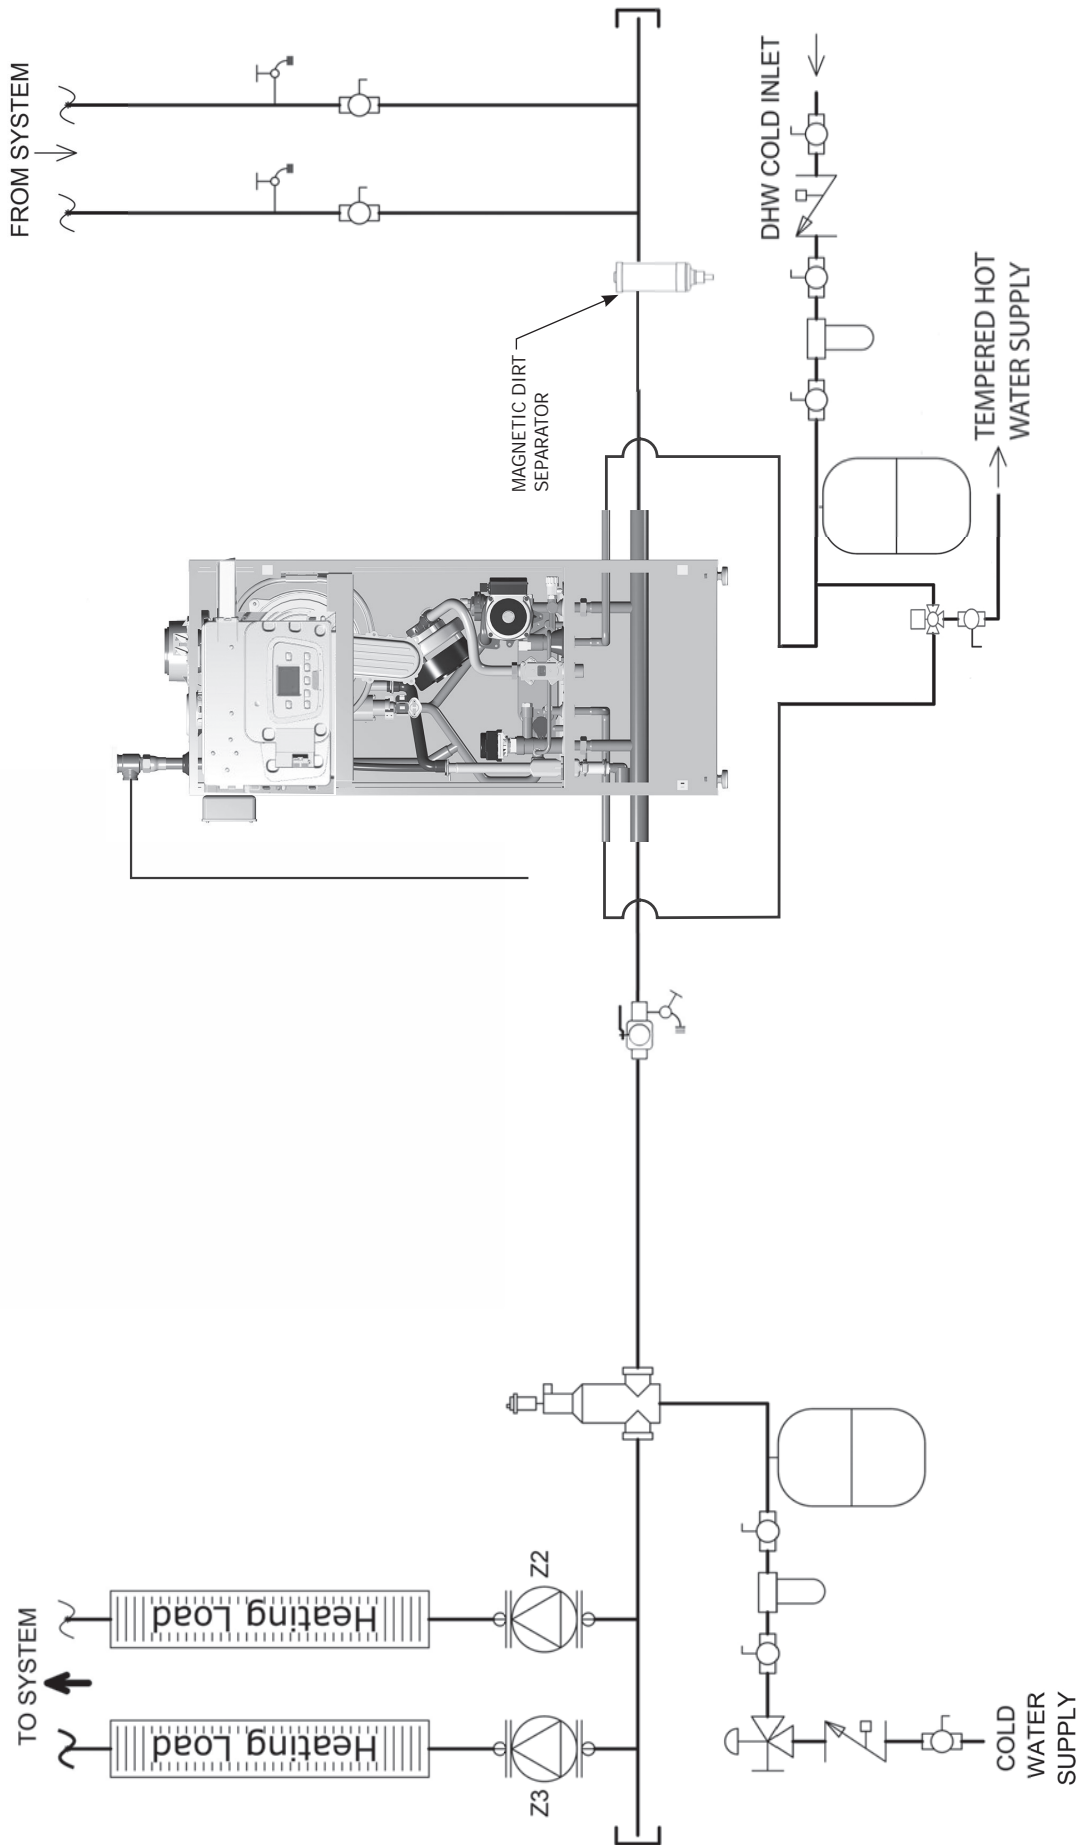 TO SYSTEM
FROM SYSTEM
Heating Load
Heating Load
Z3
Z2
MAGNETIC DIRT
SEPARATOR
DHW COLD INLET
TEMPERED HOT
WATER SUPPLY
COLD
WATER
SUPPLY